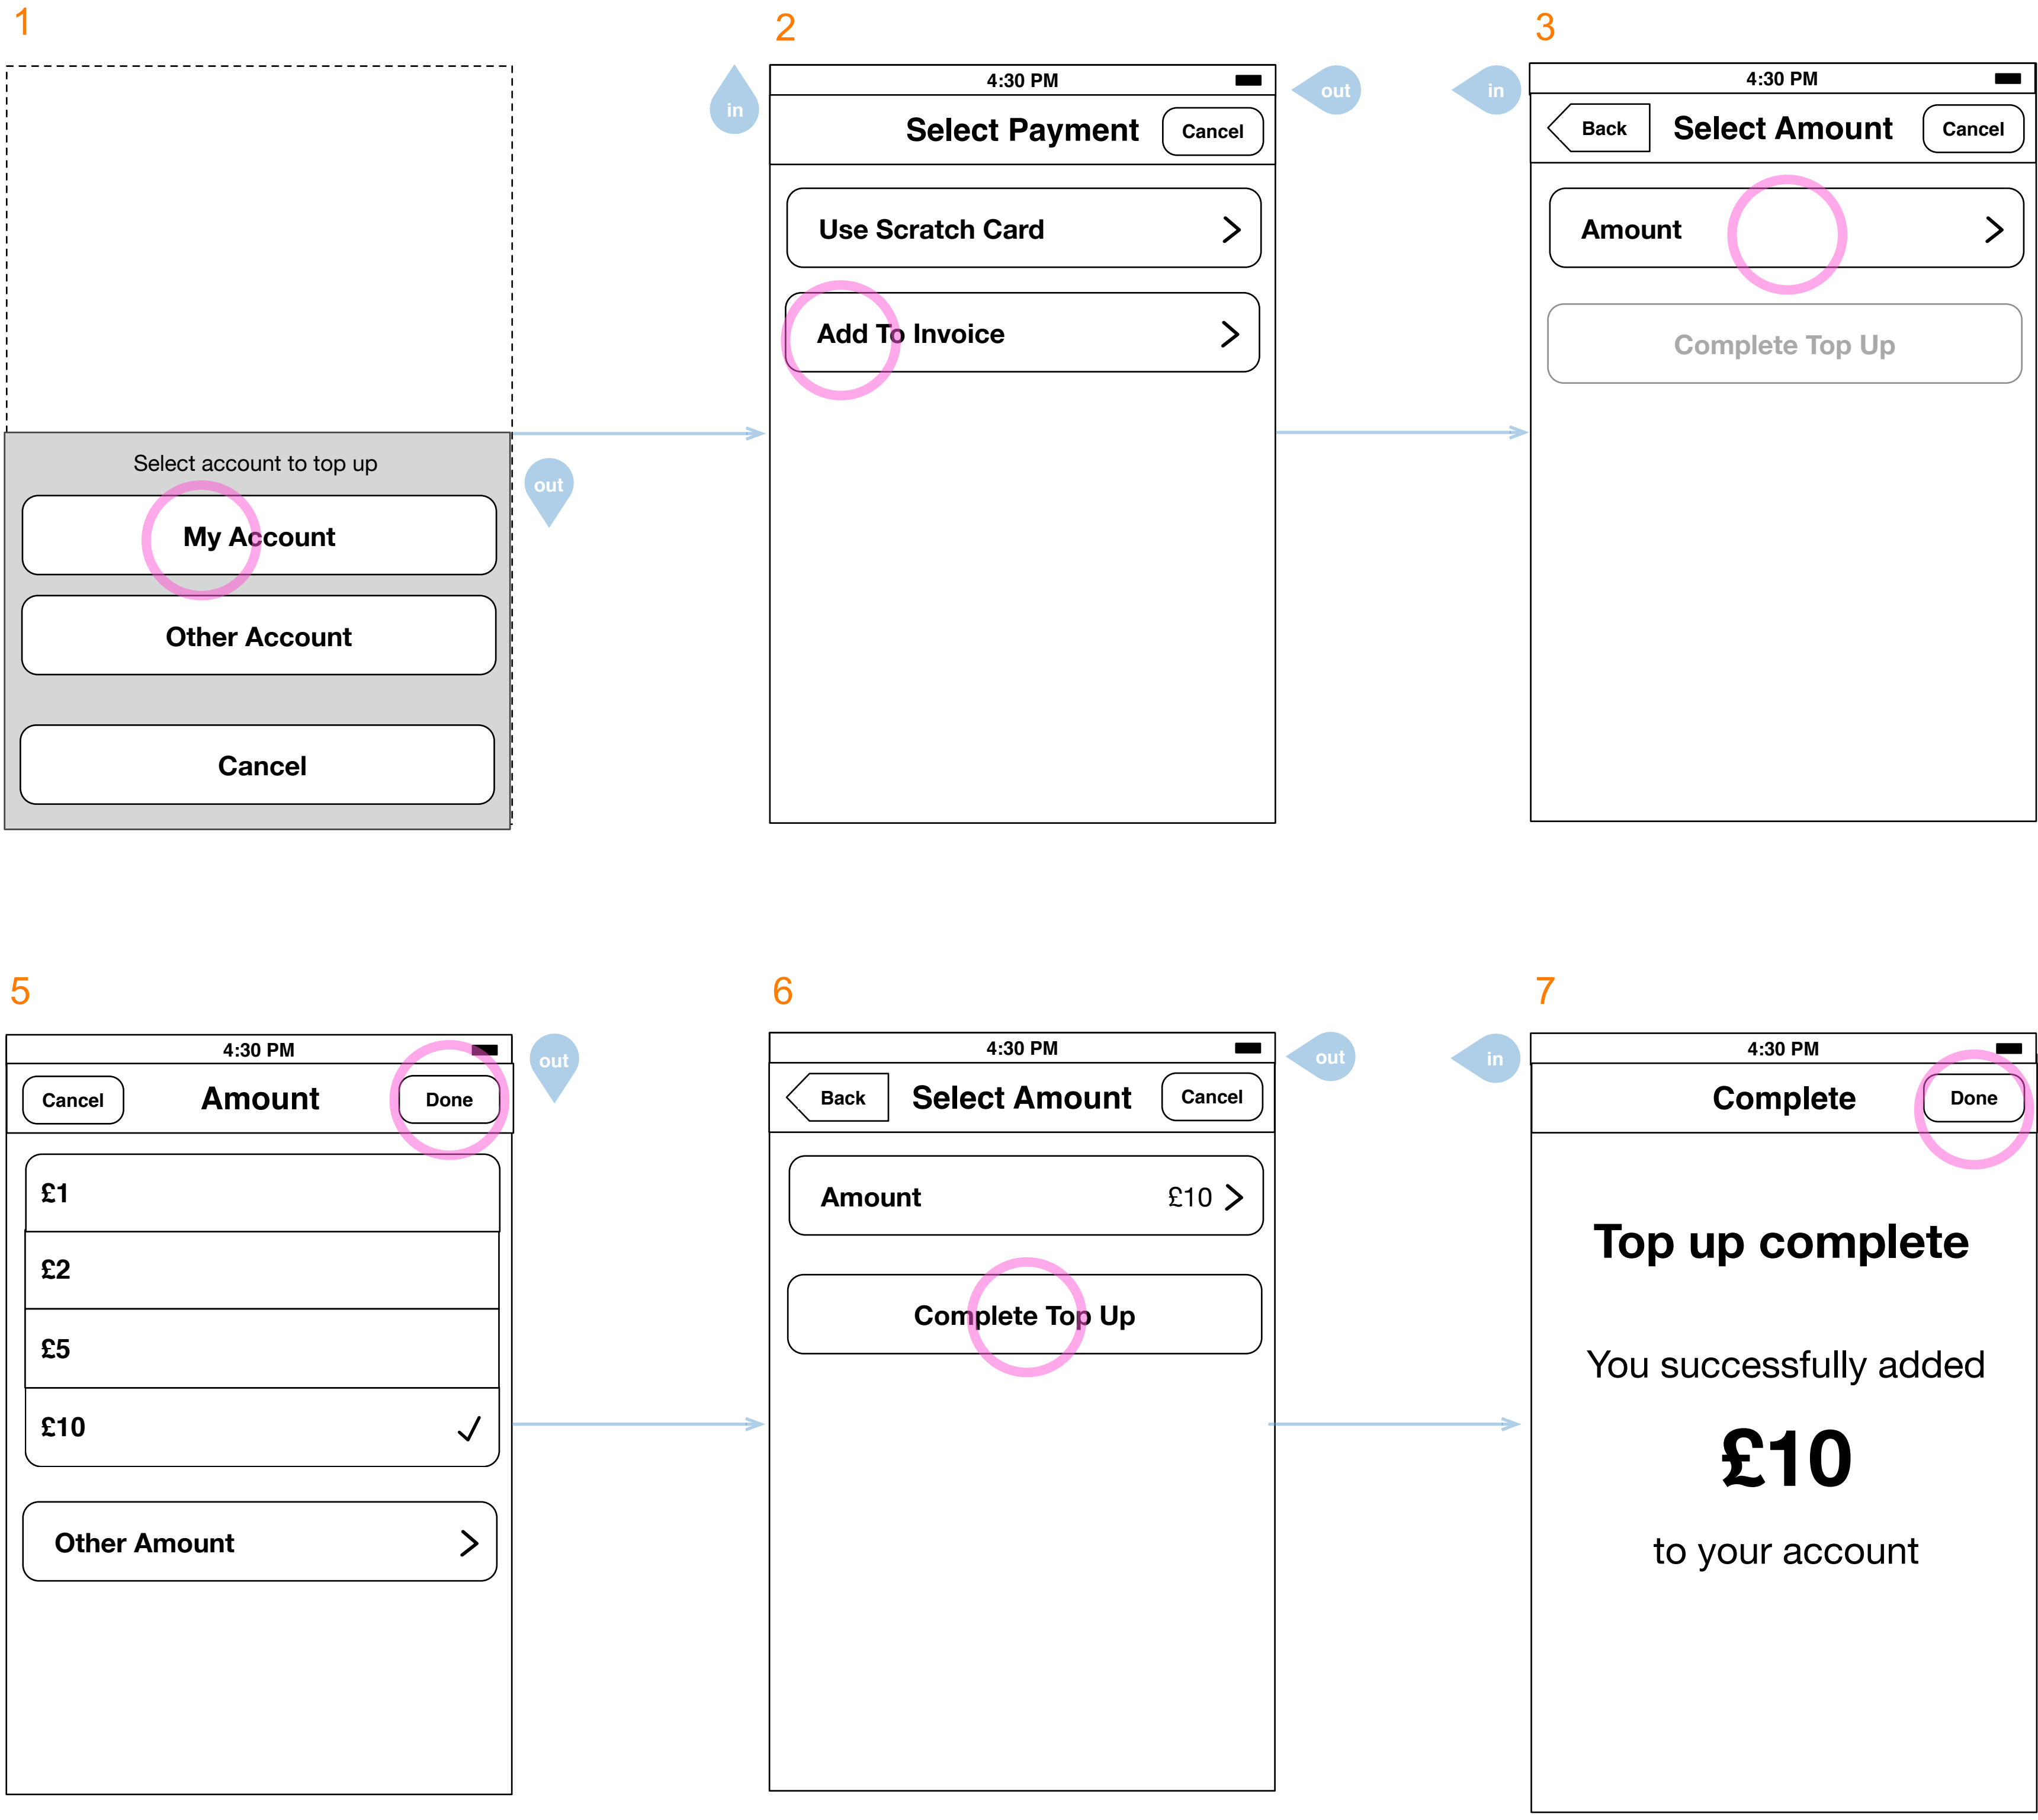 1
Select account to top up
My Account
Other Account
Cancel
out
in
2
4:30 PM
Select Payment
Cancel
Use Scratch Card
Add To Invoice
out
in
3
4:30 PM
Back
Select Amount
Cancel
Amount
Complete Top Up
5
4:30 PM
Cancel
Amount
Done
£1
£2
£5
£10
Other Amount
out
6
4:30 PM
Back
Select Amount
Cancel
Amount
£10
Complete Top Up
out
in
7
4:30 PM
Complete
Done
Top up complete
You successfully added
£10
to your account